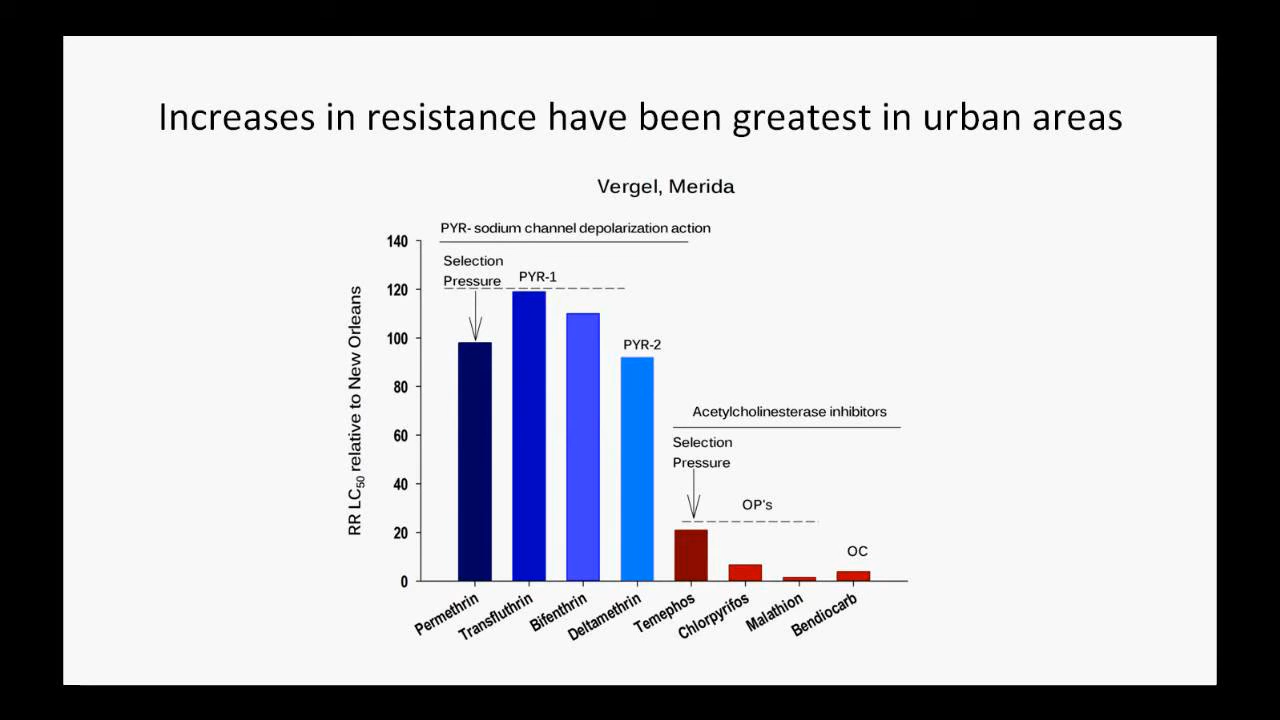 Increases in resistance have been greatest in urban areas
Vergel, Merida
PYR- sodium channel depolarization action
Selection
Pressure
PYR-1
PYR-2
Acetylcholinesterase inhibitors
Selection
Pressure
OP's
OC
RR LC50 relative to New Orleans
140
120
100
80
60
40
20
0
Permethrin
Transfluthrin
Bifenthrin
Deltamethrin
Temephos
Chlorpyrifos
Malathion
Bendiocarb